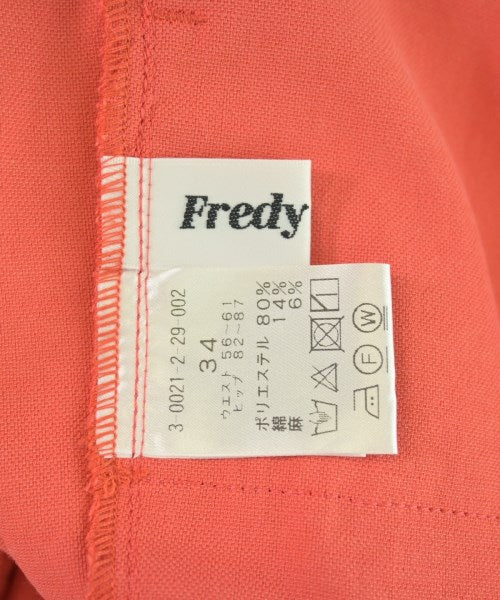 Fredy
3-0021-2 29-002
34
ウエスト 56~61
ヒップ 82~87
ポリエステル 80%
綿 14%
麻 6%
F
W